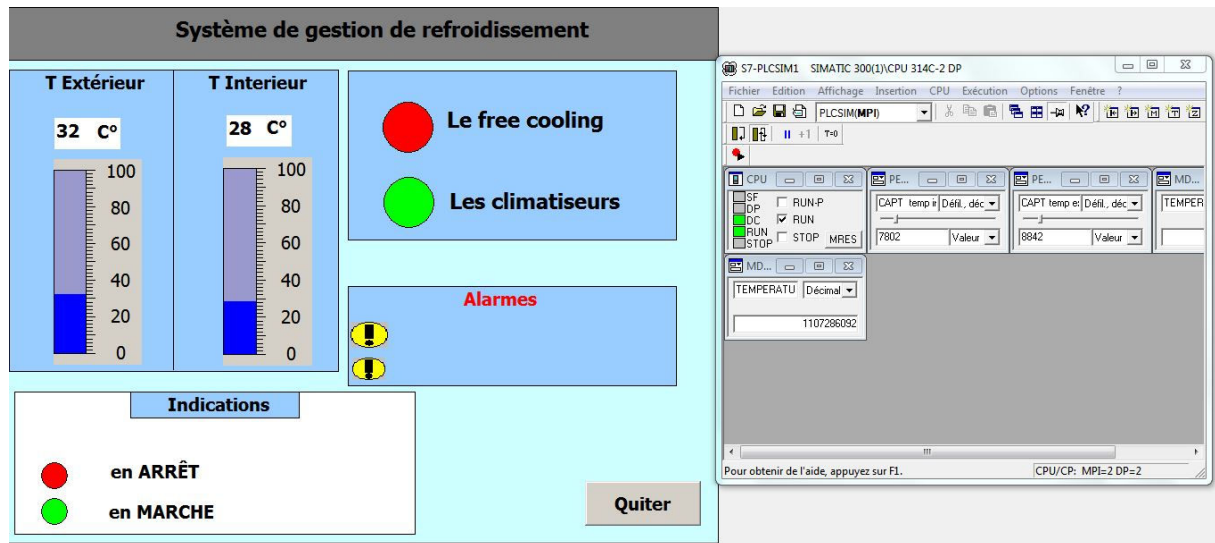 Système de gestion de refroidissement
T Extérieur
T Interieur
32 C°
28 C°
100
80
60
40
20
0
100
80
60
40
20
0
Le free cooling
Les climatiseurs
Alarmes
Indications
en ARRÊT
en MARCHE
Quiter
S7-PLCSIM1 SIMATIC 300(1)\CPU 314C-2 DP
Fichier Edition Affichage Insertion CPU Exécution Options Fenêtre ?
PLCSIM(MPI)
+1 T=0
CPU
SF
DP
DC
RUN
STOP
RUN-P
RUN
STOP MRES
PE...
CAPT temp ir Défil., déc
7802 Valeur
PE...
CAPT temp e: Défil., déc
8842 Valeur
MD...
TEMPER
MD...
TEMPERATU Décimal
1107286092
Pour obtenir de l'aide, appuyez sur F1.
CPU/CP: MPI=2 DP=2